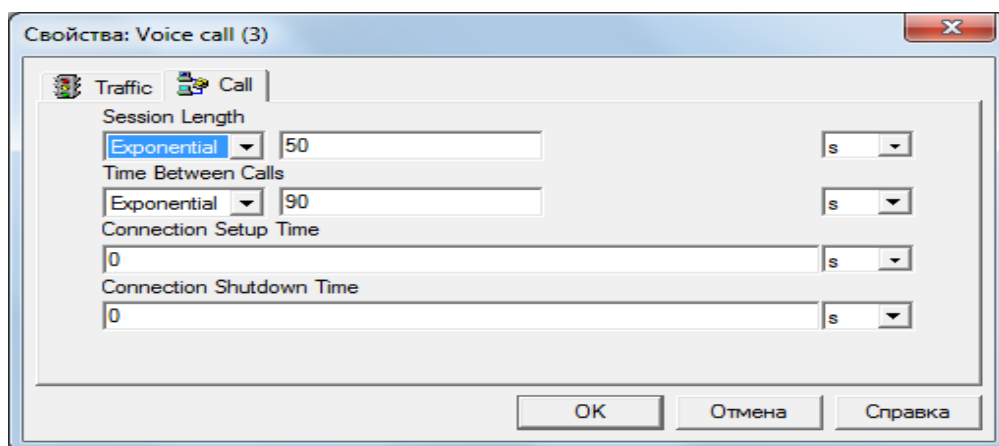 Свойства: Voice call (3)
Traffic Call
Session Length
Exponential 50 s
Time Between Calls
Exponential 90 s
Connection Setup Time
0 s
Connection Shutdown Time
0 s
OK Отмена Справка